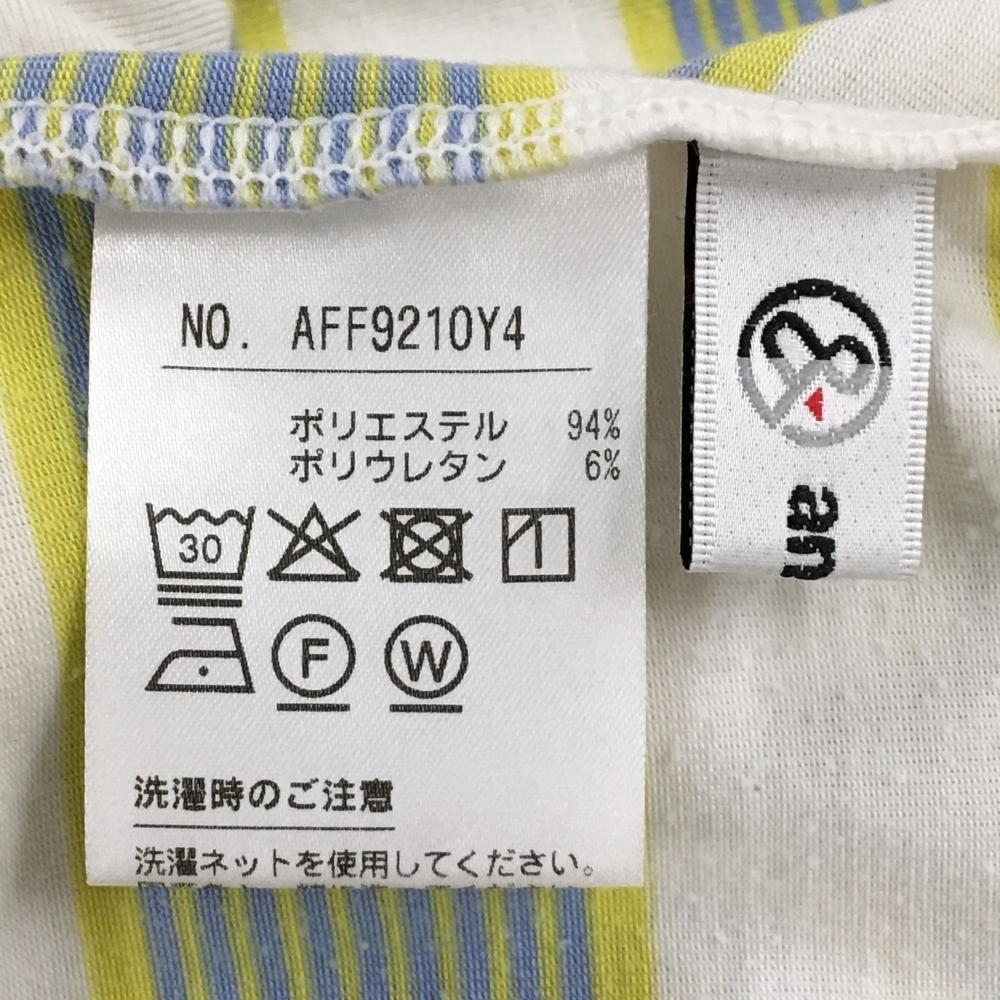 NO. AFF9210Y4
ポリエステル 94%
ポリウレタン 6%
30
F W
洗濯時のご注意
洗濯ネットを使用してください。
an